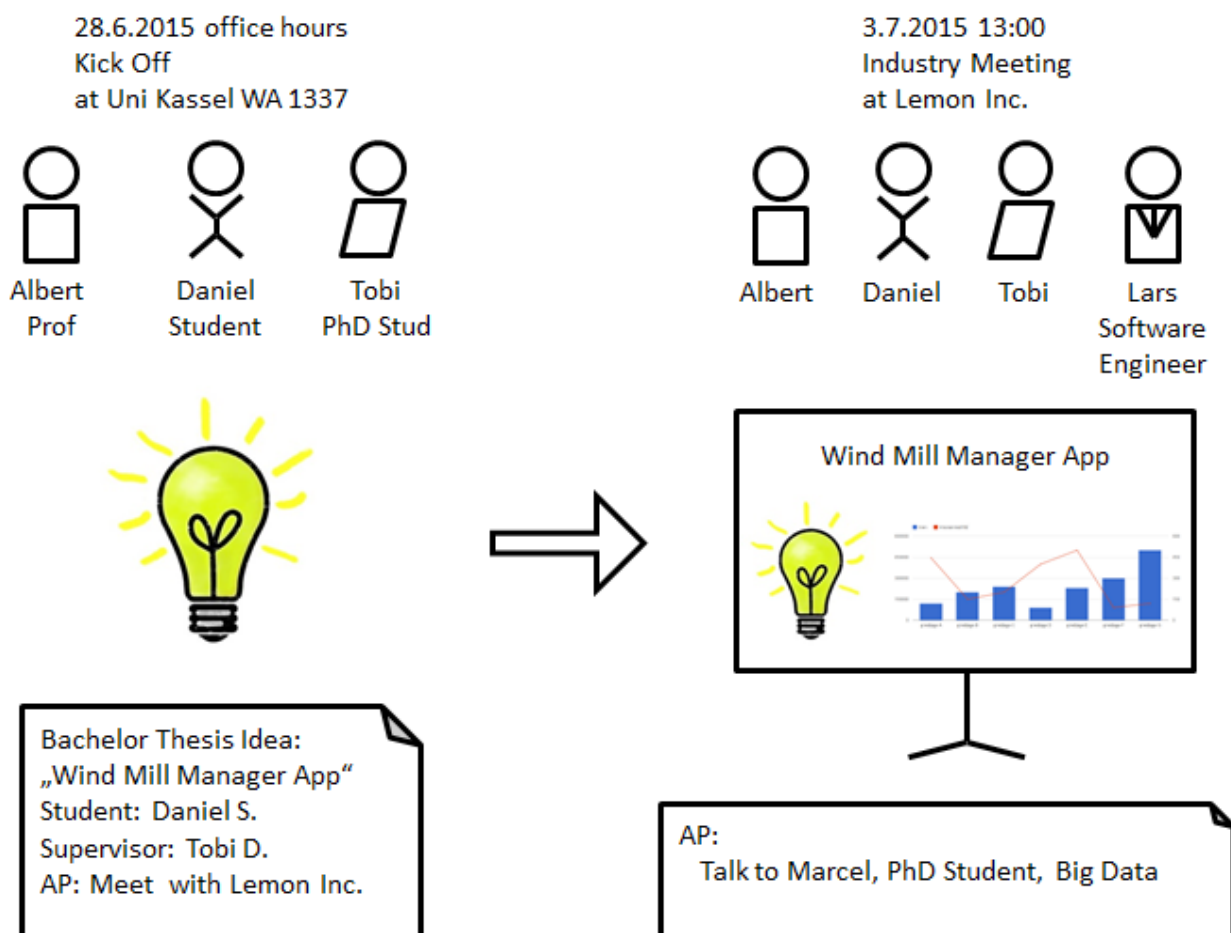 28.6.2015 office hours
Kick Off
at Uni Kassel WA 1337
Albert
Prof
Daniel
Student
Tobi
PhD Stud
Bachelor Thesis Idea:
„Wind Mill Manager App“
Student: Daniel S.
Supervisor: Tobi D.
AP: Meet with Lemon Inc.
3.7.2015 13:00
Industry Meeting
at Lemon Inc.
Albert
Daniel
Tobi
Lars
Software
Engineer
Wind Mill Manager App
AP:
Talk to Marcel, PhD Student, Big Data